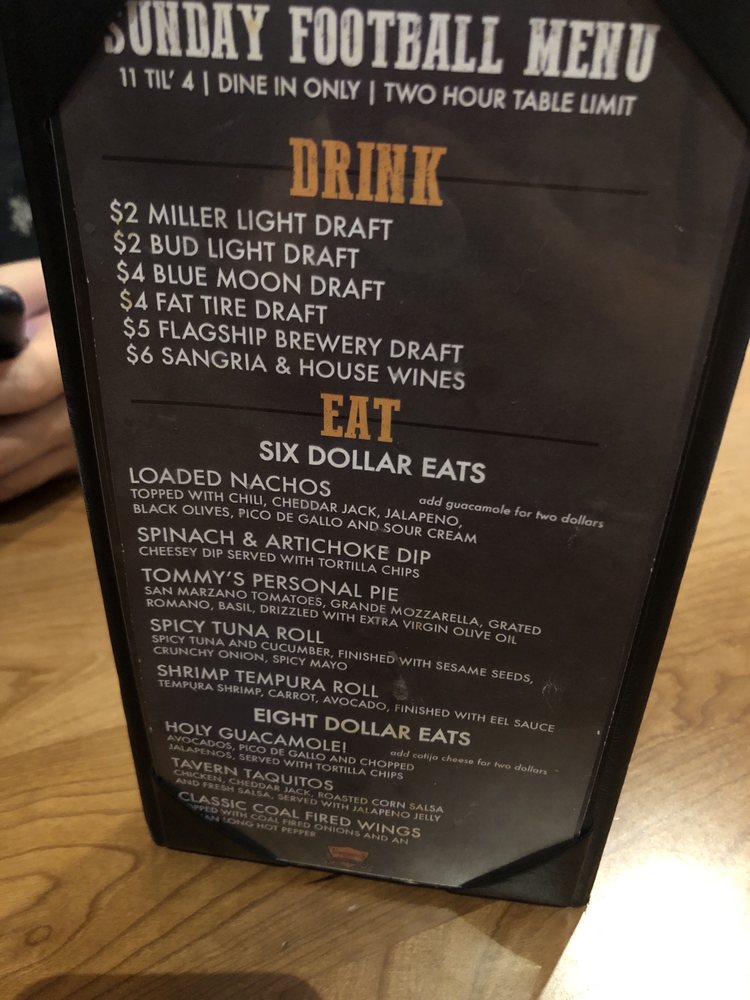 SUNDAY FOOTBALL MENU
11 TIL' 4 | DINE IN ONLY | TWO HOUR TABLE LIMIT
DRINK
$2 MILLER LIGHT DRAFT
$2 BUD LIGHT DRAFT
$4 BLUE MOON DRAFT
$4 FAT TIRE DRAFT
$5 FLAGSHIP BREWERY DRAFT
$6 SANGRIA & HOUSE WINES
EAT
SIX DOLLAR EATS
LOADED NACHOS add guacamole for two dollars
TOPPED WITH CHILI, CHEDDAR JACK, JALAPENO,
BLACK OLIVES, PICO DE GALLO AND SOUR CREAM
SPINACH & ARTICHOKE DIP
CHEESEY DIP SERVED WITH TORTILLA CHIPS
TOMMY'S PERSONAL PIE
SAN MARZANO TOMATOES, GRANDE MOZZARELLA, GRATED
ROMANO, BASIL, DRIZZLED WITH EXTRA VIRGIN OLIVE OIL
SPICY TUNA ROLL
SPICY TUNA AND CUCUMBER, FINISHED WITH SESAME SEEDS,
CRUNCHY ONION, SPICY MAYO
SHRIMP TEMPURA ROLL
TEMPURA SHRIMP, CARROT, AVOCADO, FINISHED WITH EEL SAUCE
EIGHT DOLLAR EATS
HOLY GUACAMOLE! add cotija cheese for two dollars
AVOCADOS, PICO DE GALLO AND CHOPPED
JALAPENOS, SERVED WITH TORTILLA CHIPS
TAVERN TAQUITOS
CHICKEN, CHEDDAR JACK, ROASTED CORN SALSA
AND FRESH SALSA, SERVED WITH JALAPENO JELLY
CLASSIC COAL FIRED WINGS
WITH COAL FIRED ONIONS AND AN
LONG HOT PEPPER